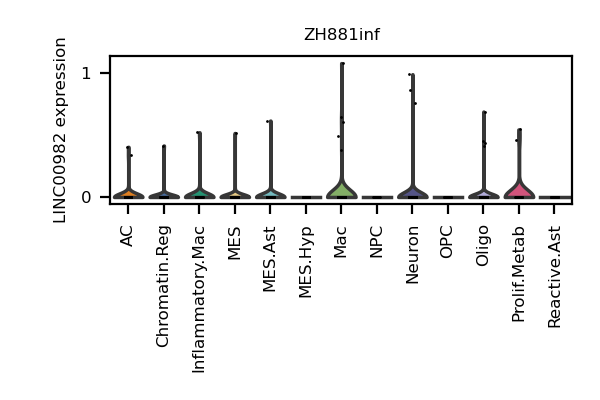 ZH881inf
LINC00982 expression
1
0
AC
Chromatin.Reg
Inflammatory.Mac
MES
MES.Ast
MES.Hyp
Mac
NPC
Neuron
OPC
Oligo
Prolif.Metab
Reactive.Ast